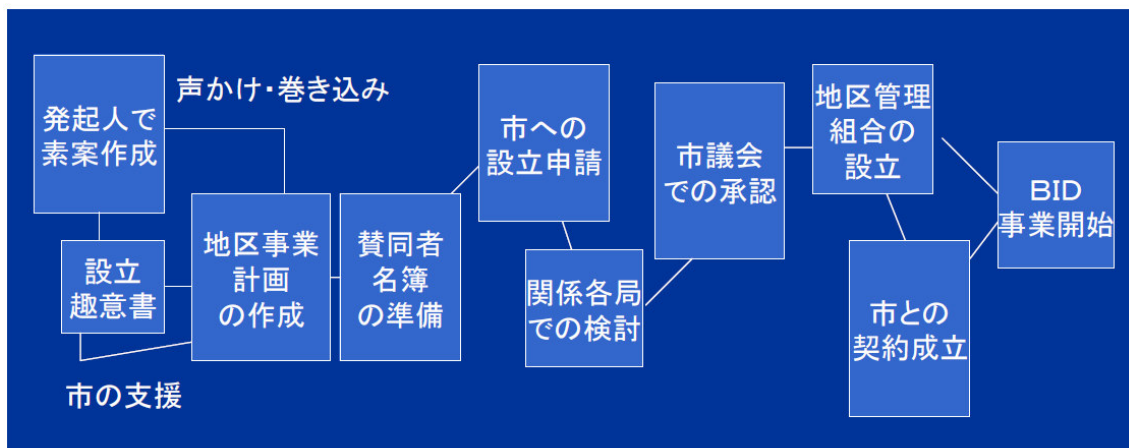 発起人で
素案作成
声かけ・巻き込み
設立
趣意書
市の支援
地区事業
計画
の作成
賛同者
名簿
の準備
市への
設立申請
関係各局
での検討
市議会
での承認
地区管理
組合の
設立
市との
契約成立
BID
事業開始